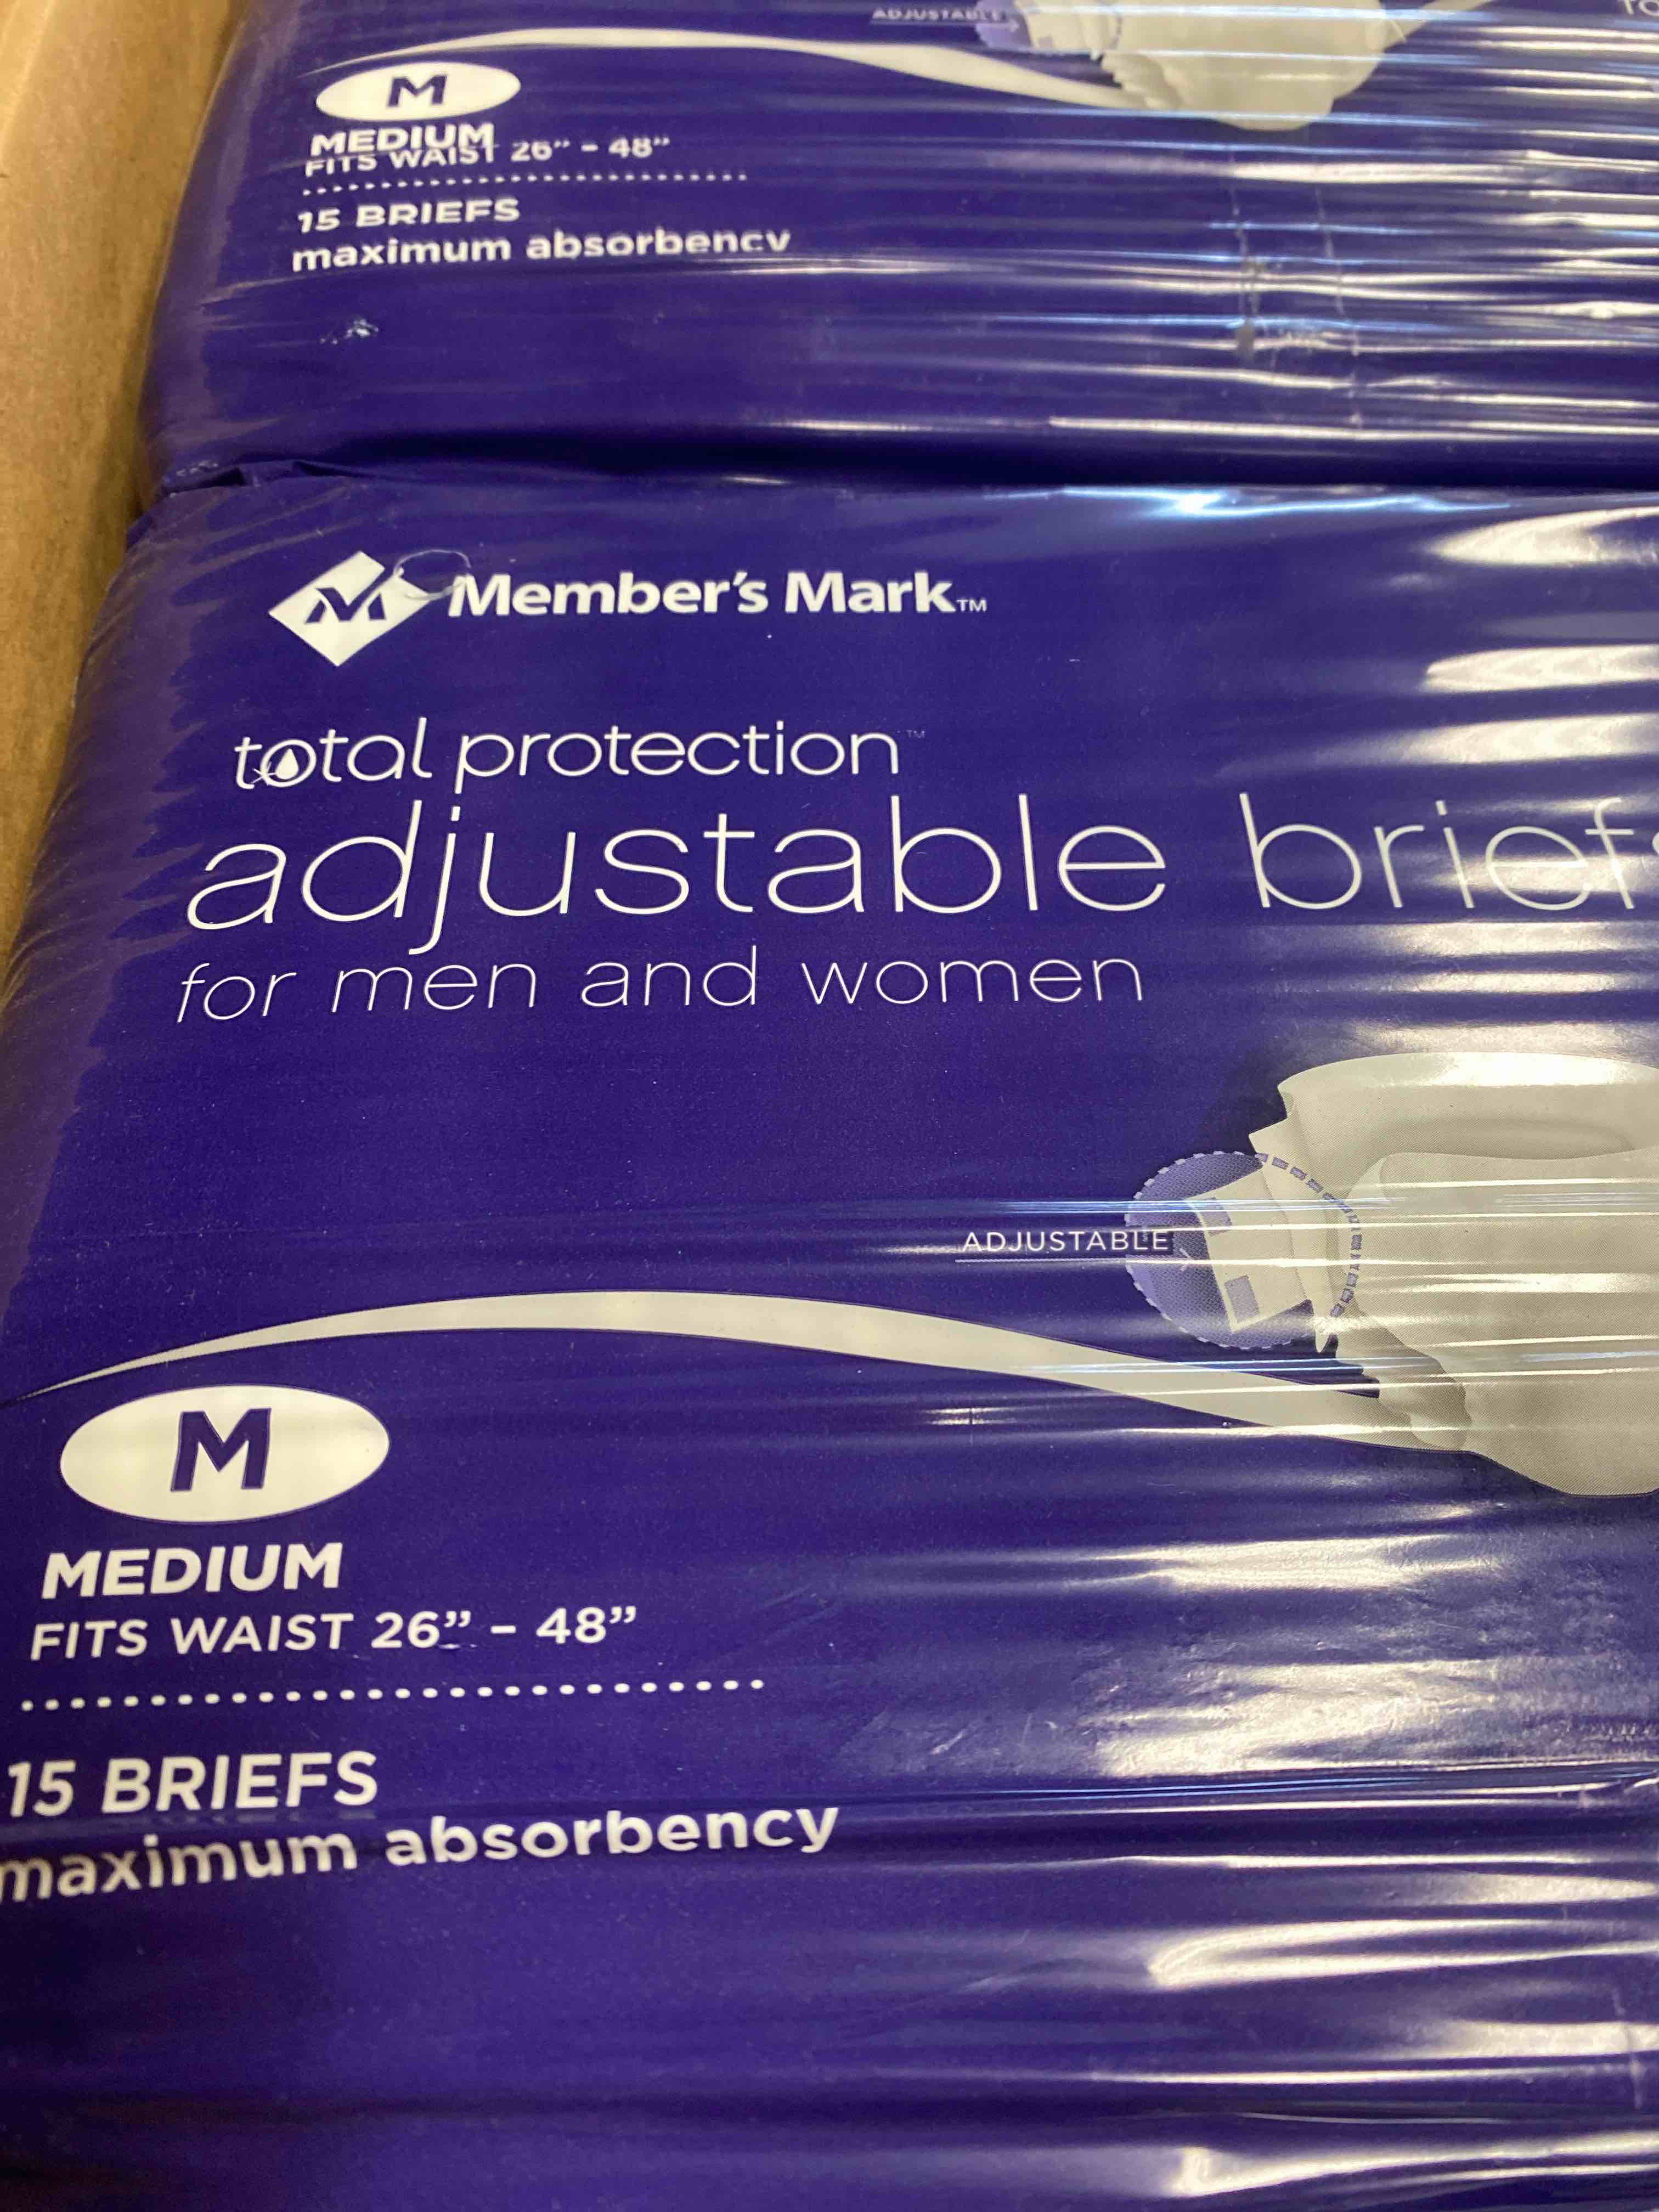 ADJUSTABLE
M
MEDIUM
FITS WAIST 26” – 48”
15 BRIEFS
maximum absorbency
Member's Mark™
total protection™
adjustable briefs
for men and women
ADJUSTABLE
M
MEDIUM
FITS WAIST 26” – 48”
15 BRIEFS
maximum absorbency